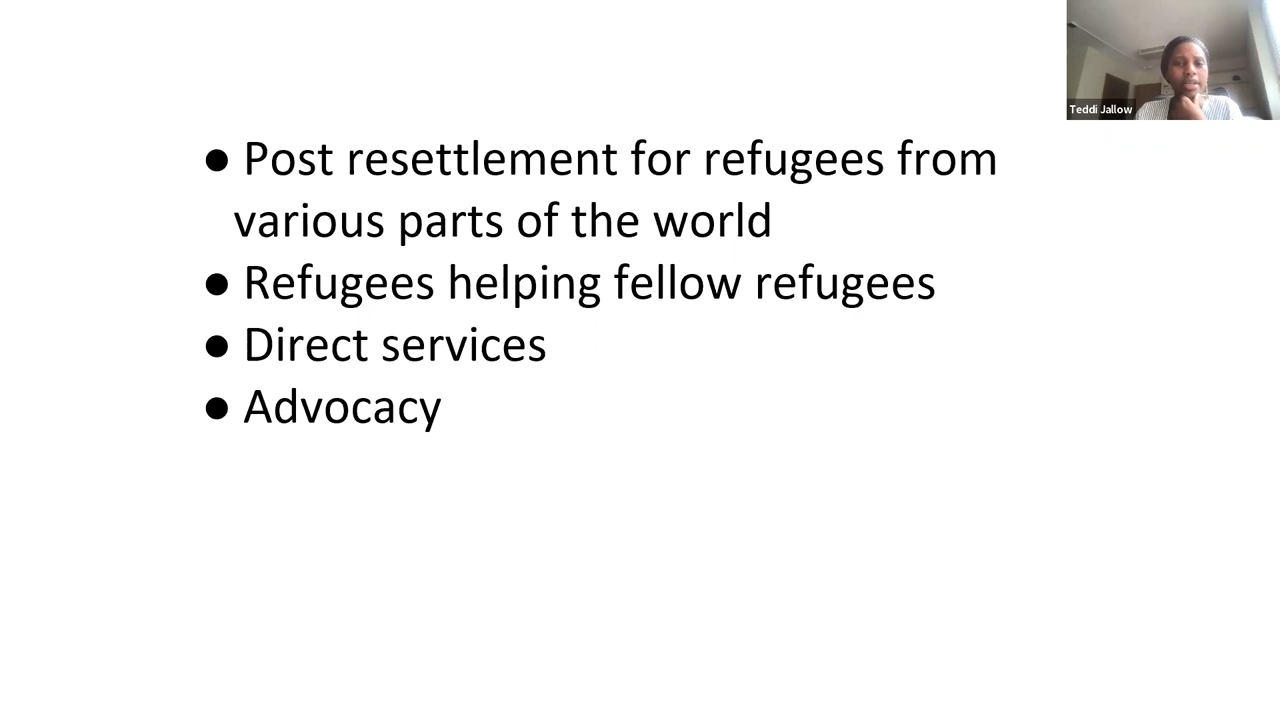 Teddi Jallow
● Post resettlement for refugees from
various parts of the world
● Refugees helping fellow refugees
● Direct services
● Advocacy